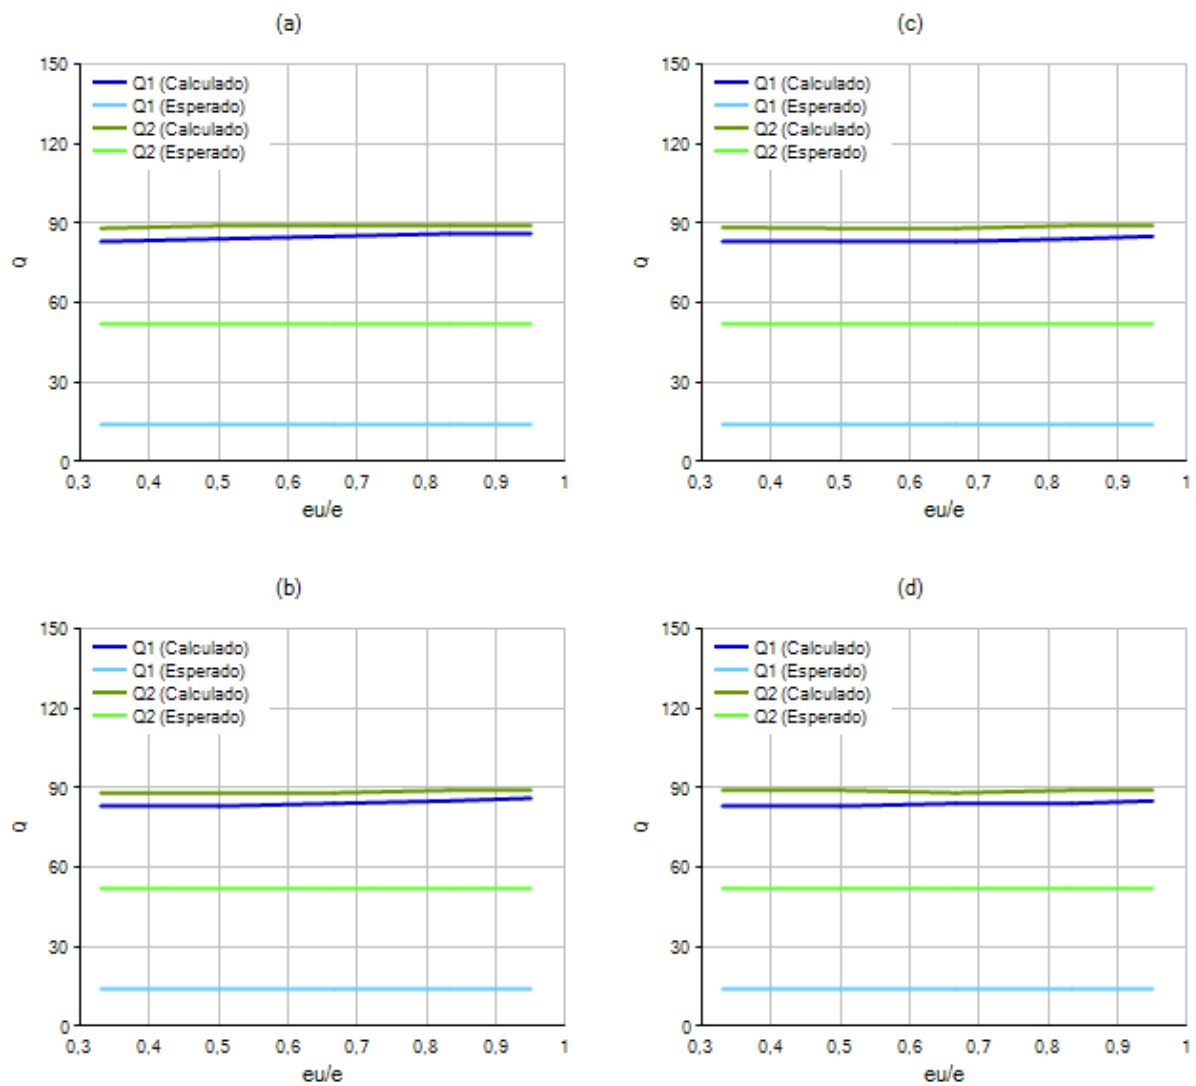 (a)
150
120
90
60
30
0
Q
Q1 (Calculado)
Q1 (Esperado)
Q2 (Calculado)
Q2 (Esperado)
0,3 0,4 0,5 0,6 0,7 0,8 0,9 1
eu/e
(c)
150
120
90
60
30
0
Q
Q1 (Calculado)
Q1 (Esperado)
Q2 (Calculado)
Q2 (Esperado)
0,3 0,4 0,5 0,6 0,7 0,8 0,9 1
eu/e
(b)
150
120
90
60
30
0
Q
Q1 (Calculado)
Q1 (Esperado)
Q2 (Calculado)
Q2 (Esperado)
0,3 0,4 0,5 0,6 0,7 0,8 0,9 1
eu/e
(d)
150
120
90
60
30
0
Q
Q1 (Calculado)
Q1 (Esperado)
Q2 (Calculado)
Q2 (Esperado)
0,3 0,4 0,5 0,6 0,7 0,8 0,9 1
eu/e